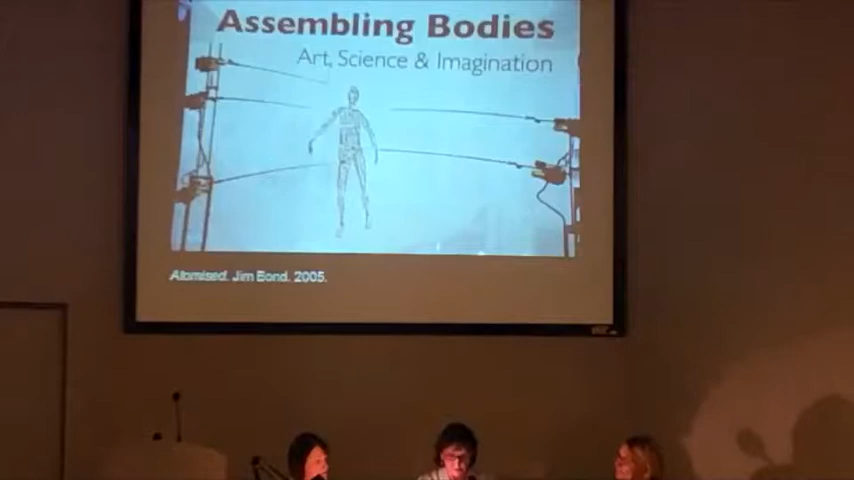 Assembling Bodies
Art, Science & Imagination
Atomised. Jim Bond. 2005.